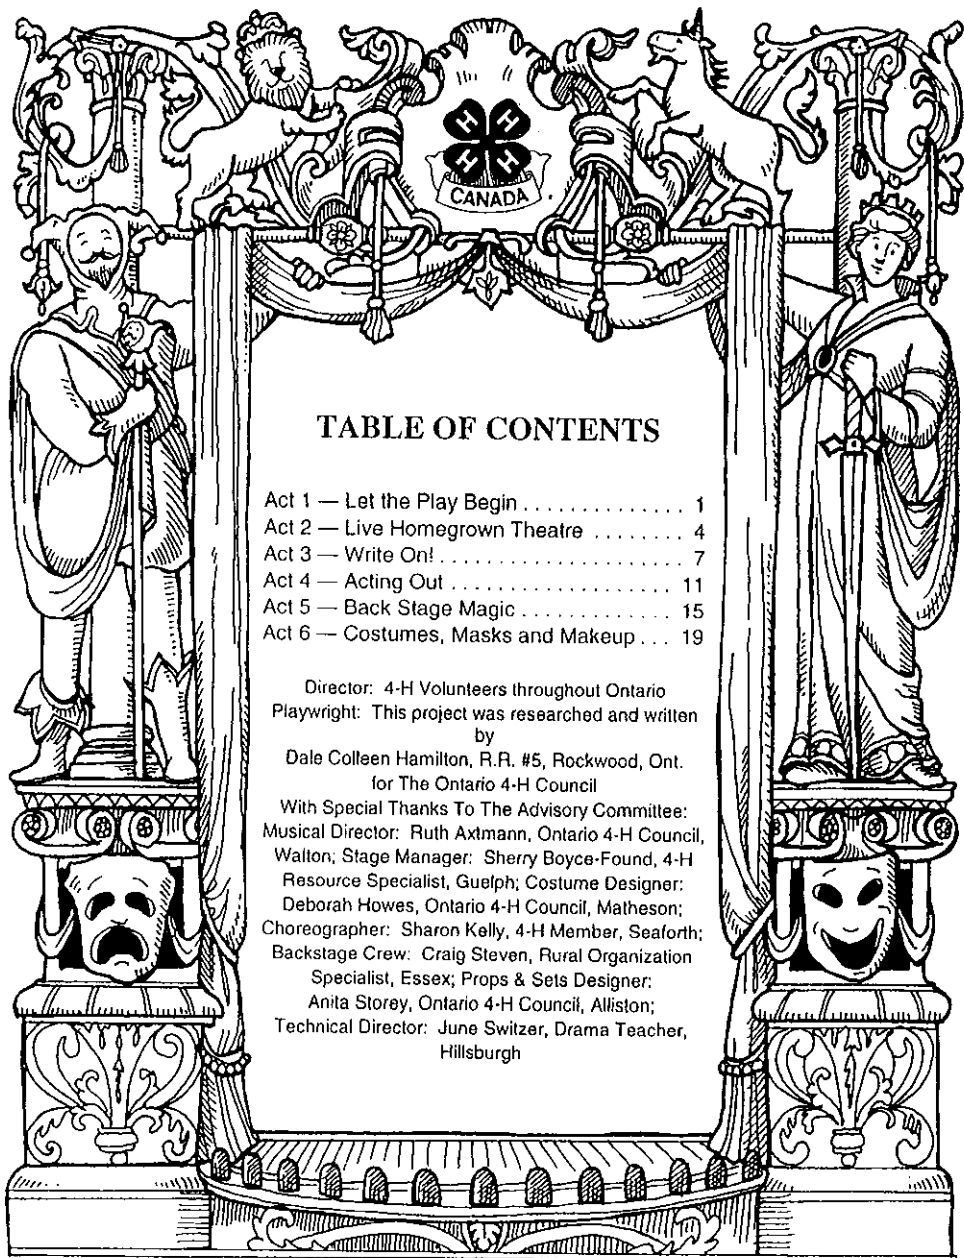 H H
H H
CANADA
TABLE OF CONTENTS
Act 1 — Let the Play Begin . . . . . . . . . . . . . . 1
Act 2 — Live Homegrown Theatre . . . . . . . . 4
Act 3 — Write On! . . . . . . . . . . . . . . . . . . . . . 7
Act 4 — Acting Out . . . . . . . . . . . . . . . . . . . . 11
Act 5 — Back Stage Magic . . . . . . . . . . . . . . 15
Act 6 — Costumes, Masks and Makeup . . . 19
Director: 4-H Volunteers throughout Ontario
Playwright: This project was researched and written
by
Dale Colleen Hamilton, R.R. #5, Rockwood, Ont.
for The Ontario 4-H Council
With Special Thanks To The Advisory Committee:
Musical Director: Ruth Axtmann, Ontario 4-H Council,
Walton; Stage Manager: Sherry Boyce-Found, 4-H
Resource Specialist, Guelph; Costume Designer:
Deborah Howes, Ontario 4-H Council, Matheson;
Choreographer: Sharon Kelly, 4-H Member, Seaforth;
Backstage Crew: Craig Steven, Rural Organization
Specialist, Essex; Props & Sets Designer:
Anita Storey, Ontario 4-H Council, Alliston;
Technical Director: June Switzer, Drama Teacher,
Hillsburgh